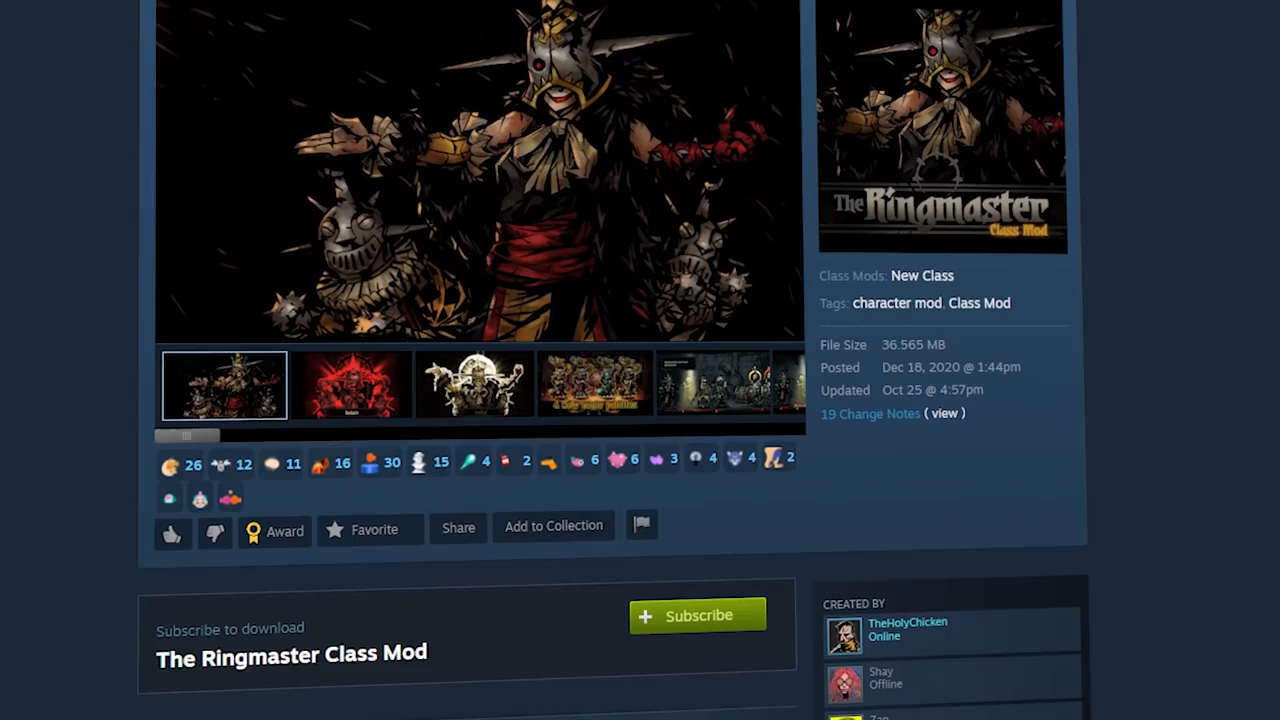 The Ringmaster
Class Mod
Class Mods: New Class
Tags: character mod, Class Mod
File Size 36.565 MB
Posted Dec 18, 2020 @ 1:44pm
Updated Oct 25 @ 4:57pm
19 Change Notes ( view )
26 12 11 16 30 15 4 2 6 6 3 4 4 2
Award Favorite Share Add to Collection
Subscribe to download
The Ringmaster Class Mod
+ Subscribe
CREATED BY
TheHolyChicken
Online
Shay
Offline